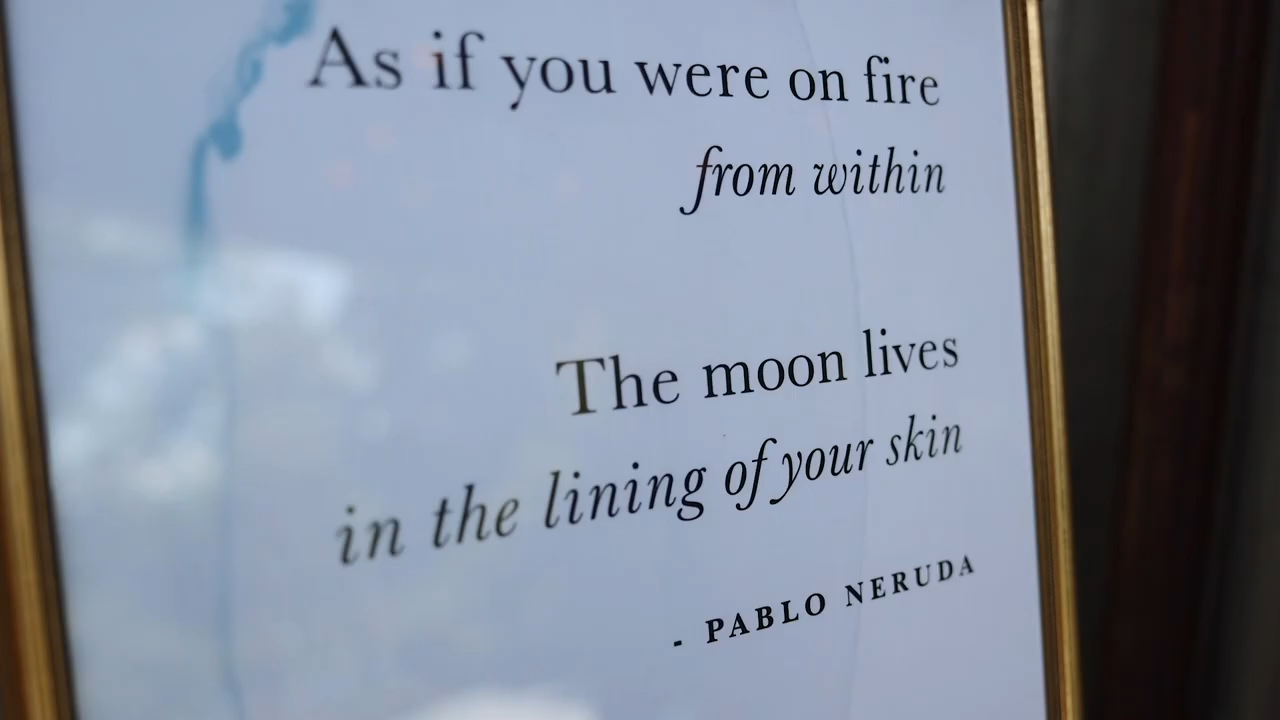 As if you were on fire
from within
The moon lives
in the lining of your skin
- PABLO NERUDA